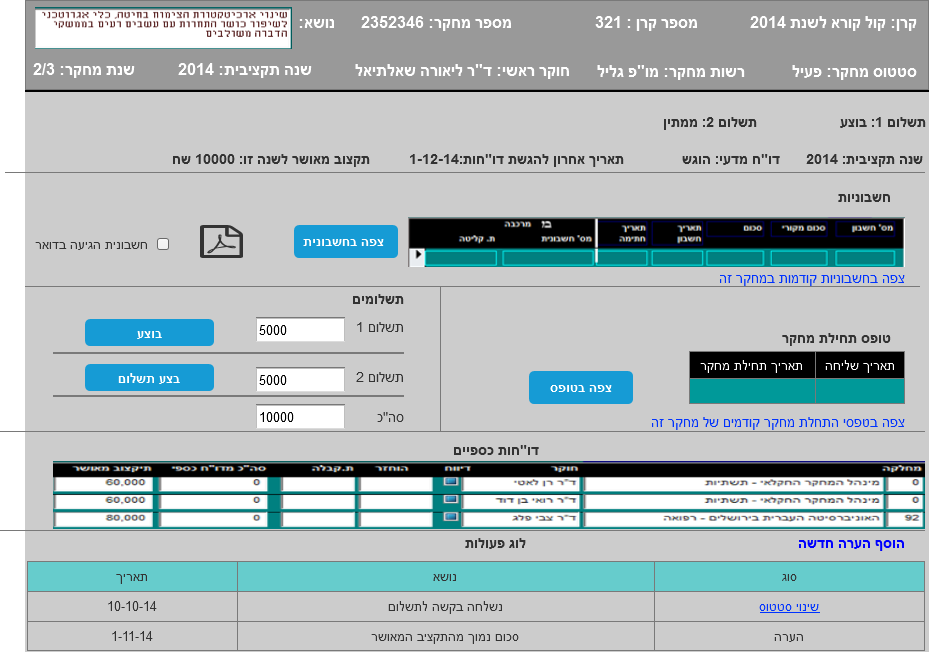 קרן: קול קורא לשנת 2014
מספר קרן : 321
מספר מחקר: 2352346
נושא:
שינוי ארכיטקטורת הצימוח בחיטה, ככלי אגרוטכני
לשיפור כושר התחרות עם עשבים רעים בממשקי
הדברה משולבים
סטטוס מחקר: פעיל
רשות מחקר: מו"פ גליל
חוקר ראשי: ד"ר ליאורה שאלתיאל
שנה תקציבית: 2014
שנת מחקר: 2/3
תשלום 1: בוצע
תשלום 2: ממתין
שנה תקציבית: 2014
דו"ח מדעי: הוגש
תאריך אחרון להגשת דו"חות:1-12-14
תקצוב מאושר לשנה זו: 10000 שח
חשבוניות
מס' חשבון
סכום מקורי
סכום
תאריך חשבון
תאריך חתימה
מרכבה
מס' חשבונית
ת. קליטה
צפה בחשבונית
חשבונית הגיעה בדואר
צפה בחשבוניות קודמות במחקר זה
תשלומים
תשלום 1
5000
בוצע
תשלום 2
5000
בצע תשלום
סה"כ
10000
טופס תחילת מחקר
תאריך שליחה
תאריך תחילת מחקר
צפה בטופס
צפה בטפסי התחלת מחקר קודמים של מחקר זה
דו"חות כספיים
מחלקה חוקר דיווח הוחזר ת.קבלה סה"כ מדו"ח כספי תיקצוב מאושר
0 מינהל המחקר החקלאי - תשתיות ד"ר רן לאטי 0 60,000
0 מינהל המחקר החקלאי - תשתיות ד"ר רואי בן דוד 0 60,000
92 האוניברסיטה העברית בירושלים - רפואה ד"ר צבי פלג 0 80,000
הוסף הערה חדשה
לוג פעולות
סוג נושא תאריך
שינוי סטטוס נשלחה בקשה לתשלום 10-10-14
הערה סכום נמוך מהתקציב המאושר 1-11-14